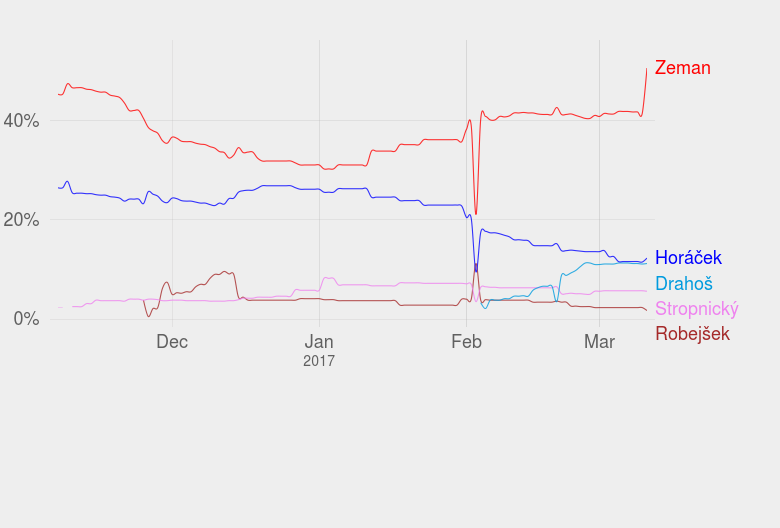 Zeman
40%
20%
Horáček
Drahoš
Stropnický
0%
Robejšek
Dec
Jan
Feb
Mar
2017